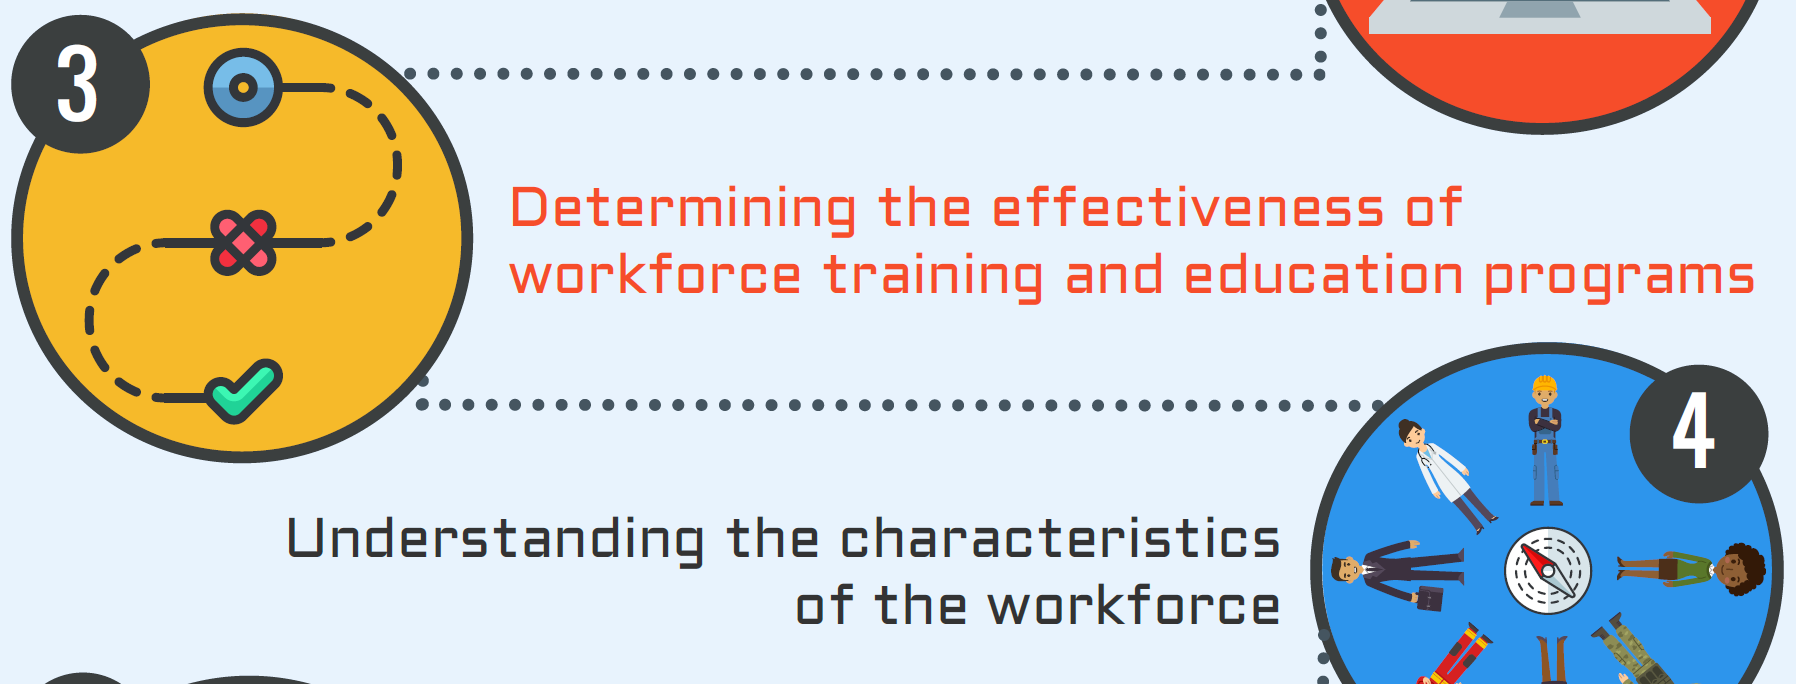 3
Determining the effectiveness of
workforce training and education programs
4
Understanding the characteristics
of the workforce